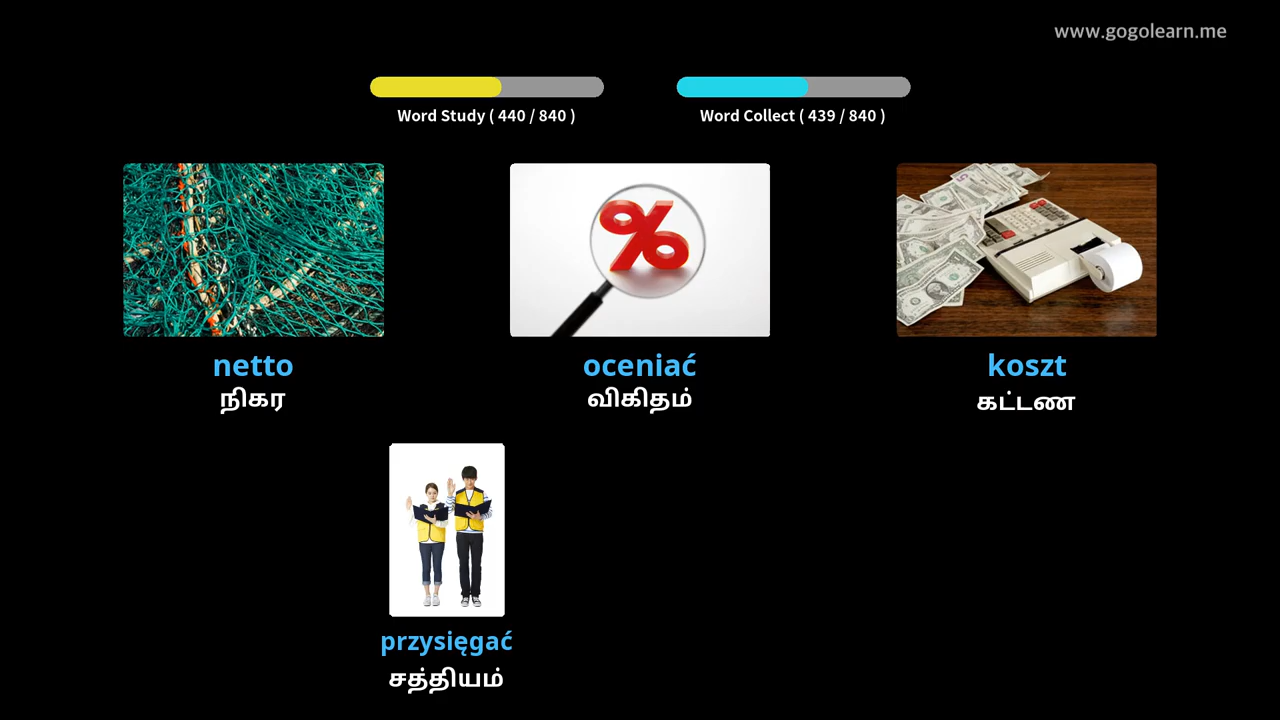 www.gogolearn.me
Word Study ( 440 / 840 )
Word Collect ( 439 / 840 )
netto
oceniać
koszt
நிகர
விகிதம்
கட்டண
przysięgać
சத்தியம்